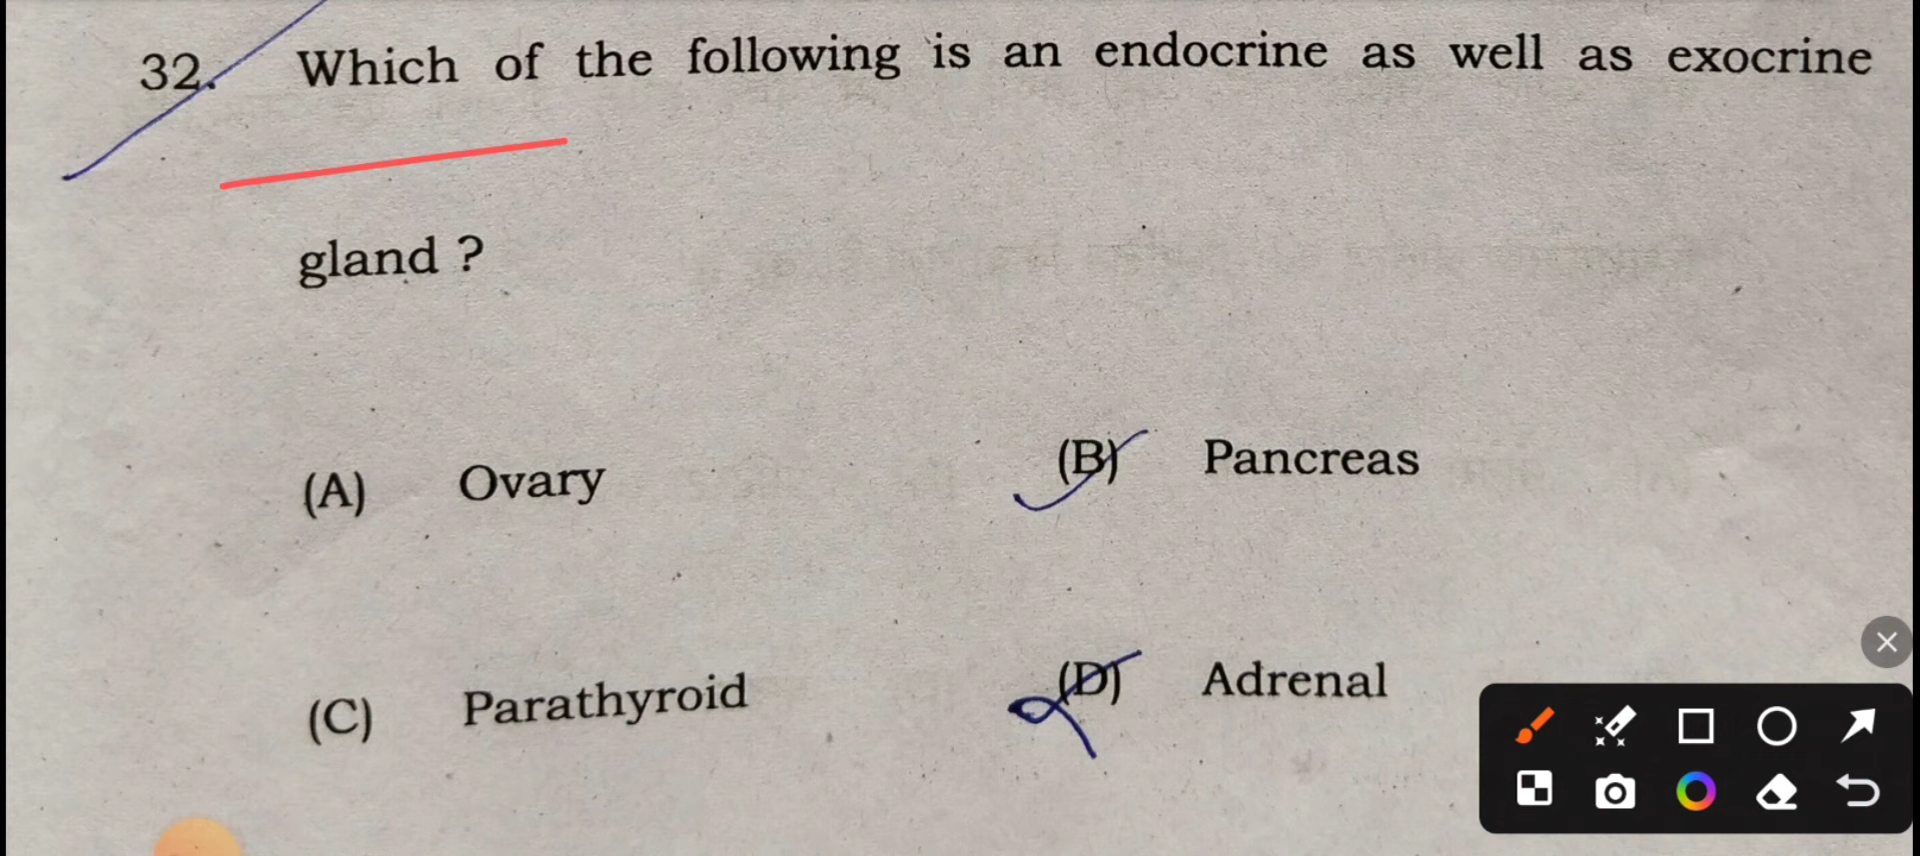 32. Which of the following is an endocrine as well as exocrine
gland ?
(A) Ovary (B) Pancreas
(C) Parathyroid (D) Adrenal